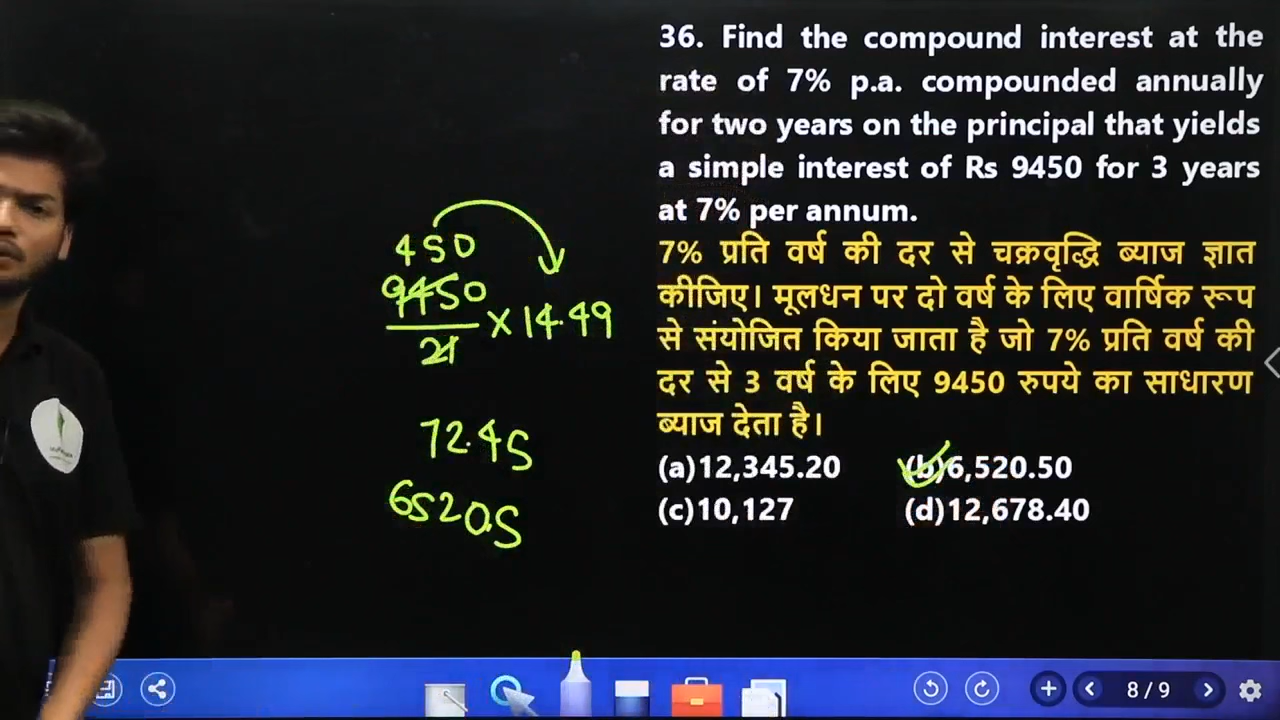 36. Find the compound interest at the
rate of 7% p.a. compounded annually
for two years on the principal that yields
a simple interest of Rs 9450 for 3 years
at 7% per annum.
7% प्रति वर्ष की दर से चक्रवृद्धि ब्याज ज्ञात
कीजिए। मूलधन पर दो वर्ष के लिए वार्षिक रूप
से संयोजित किया जाता है जो 7% प्रति वर्ष की
दर से 3 वर्ष के लिए 9450 रुपये का साधारण
ब्याज देता है।
(a)12,345.20 (b)6,520.50
(c)10,127 (d)12,678.40
450
9450
21
×14.49
72.45
6520.5
8 / 9